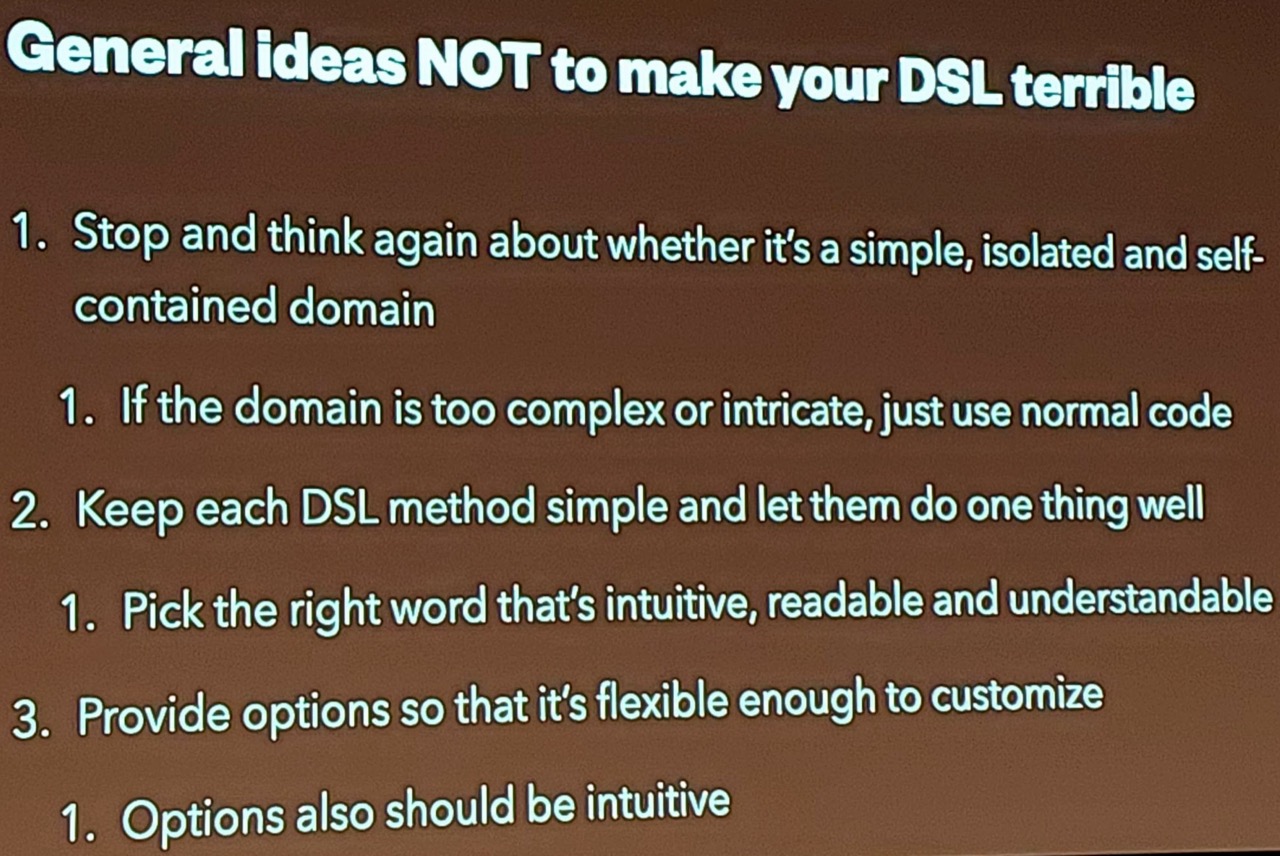 General ideas NOT to make your DSL terrible
1. Stop and think again about whether it's a simple, isolated and self-
contained domain
1. If the domain is too complex or intricate, just use normal code
2. Keep each DSL method simple and let them do one thing well
1. Pick the right word that's intuitive, readable and understandable
3. Provide options so that it's flexible enough to customize
1. Options also should be intuitive